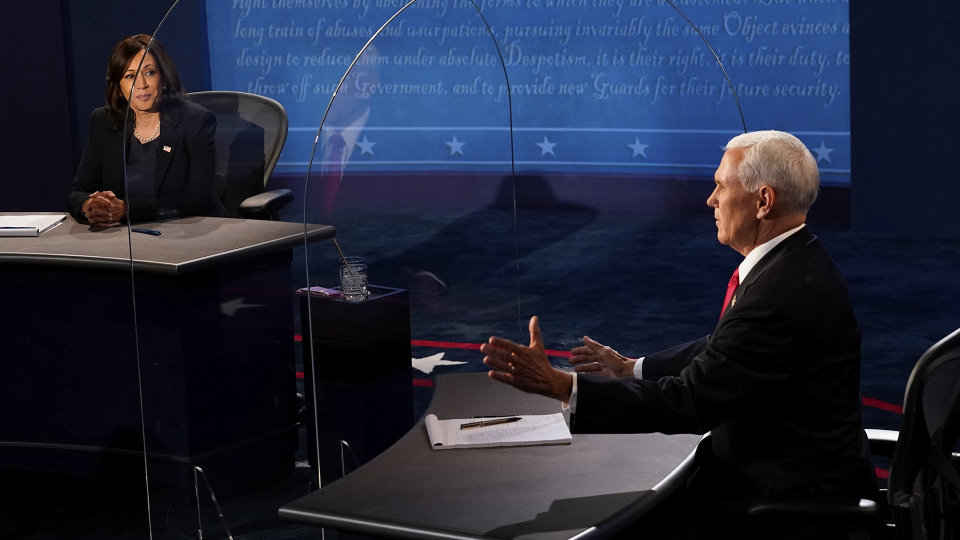 right themselves by abolishing the forms to which they are accustomed. But when
long train of abuses and usurpations, pursuing invariably the same Object evinces a
design to reduce them under absolute Despotism, it is their right, it is their duty, to
throw off such Government, and to provide new Guards for their future security.